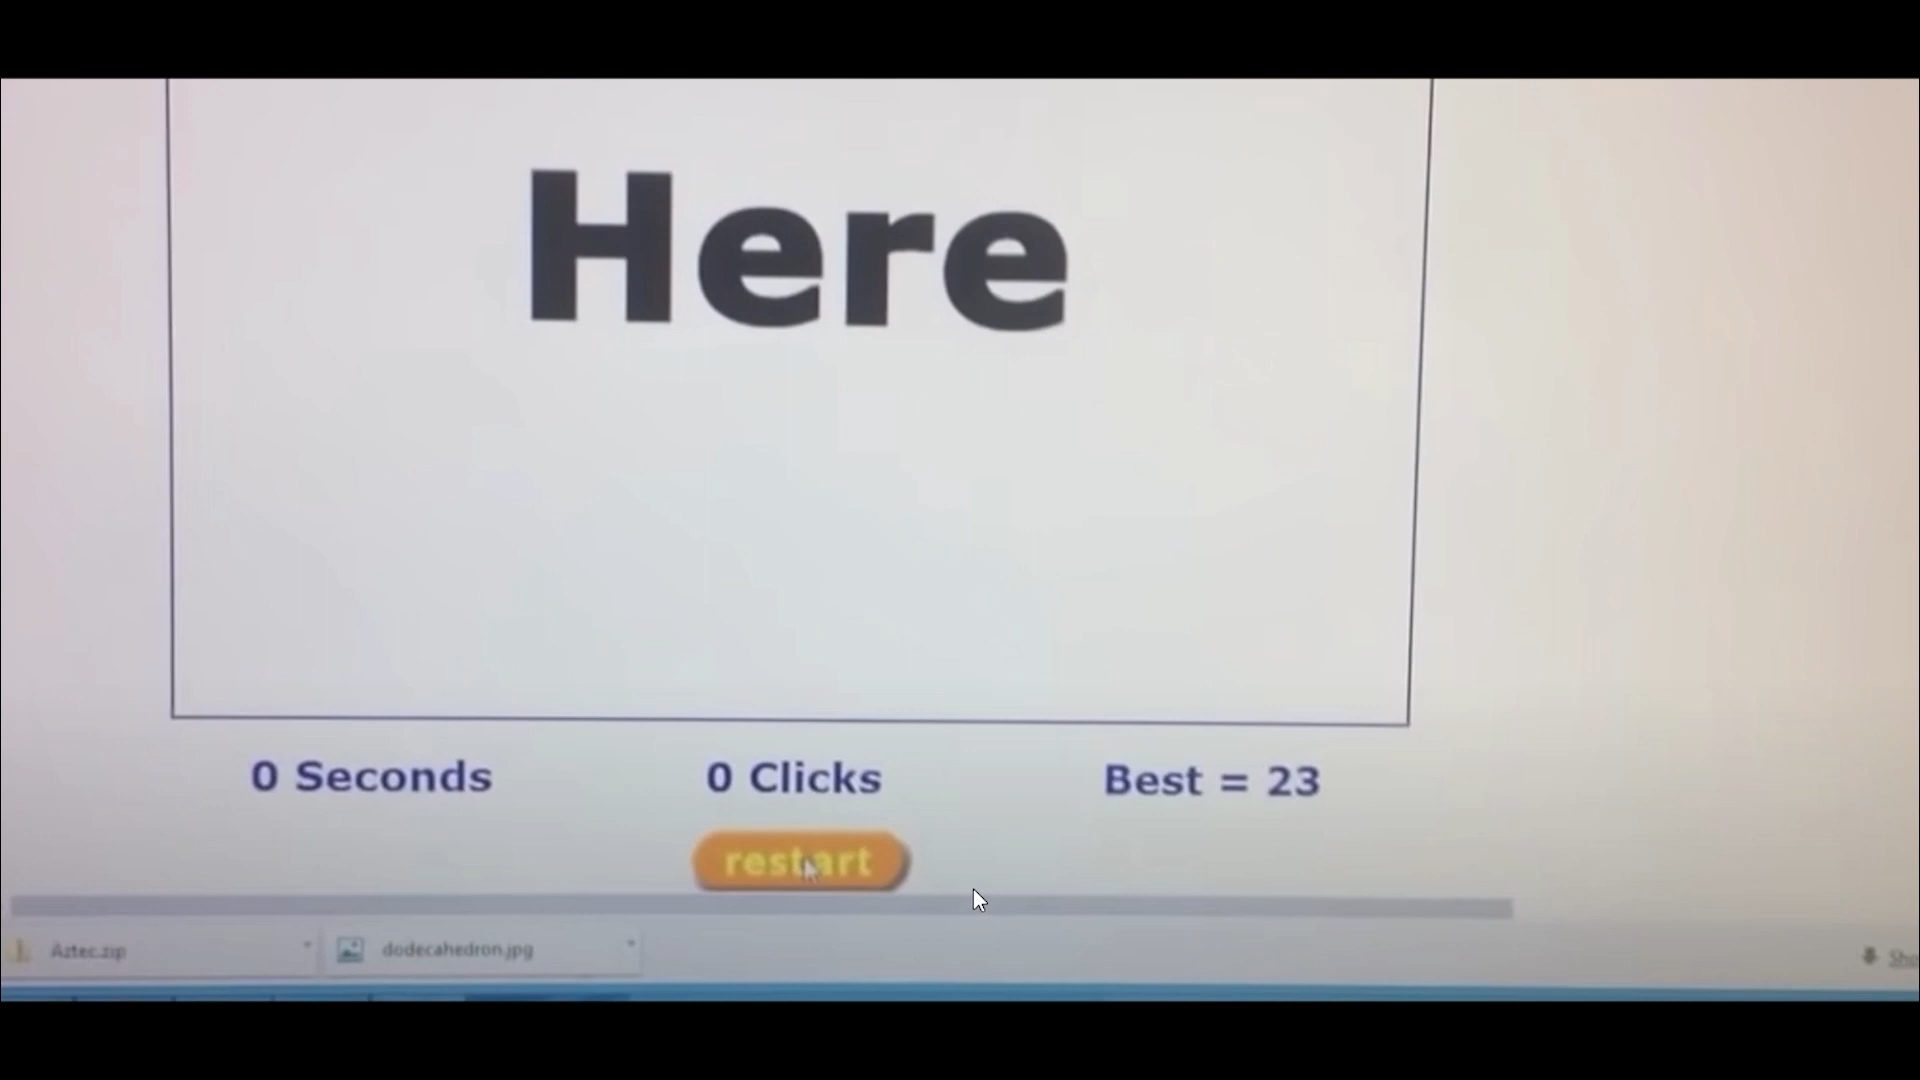 Here
0 Seconds 0 Clicks Best = 23
restart
Aztec.zip dodecahedron.jpg